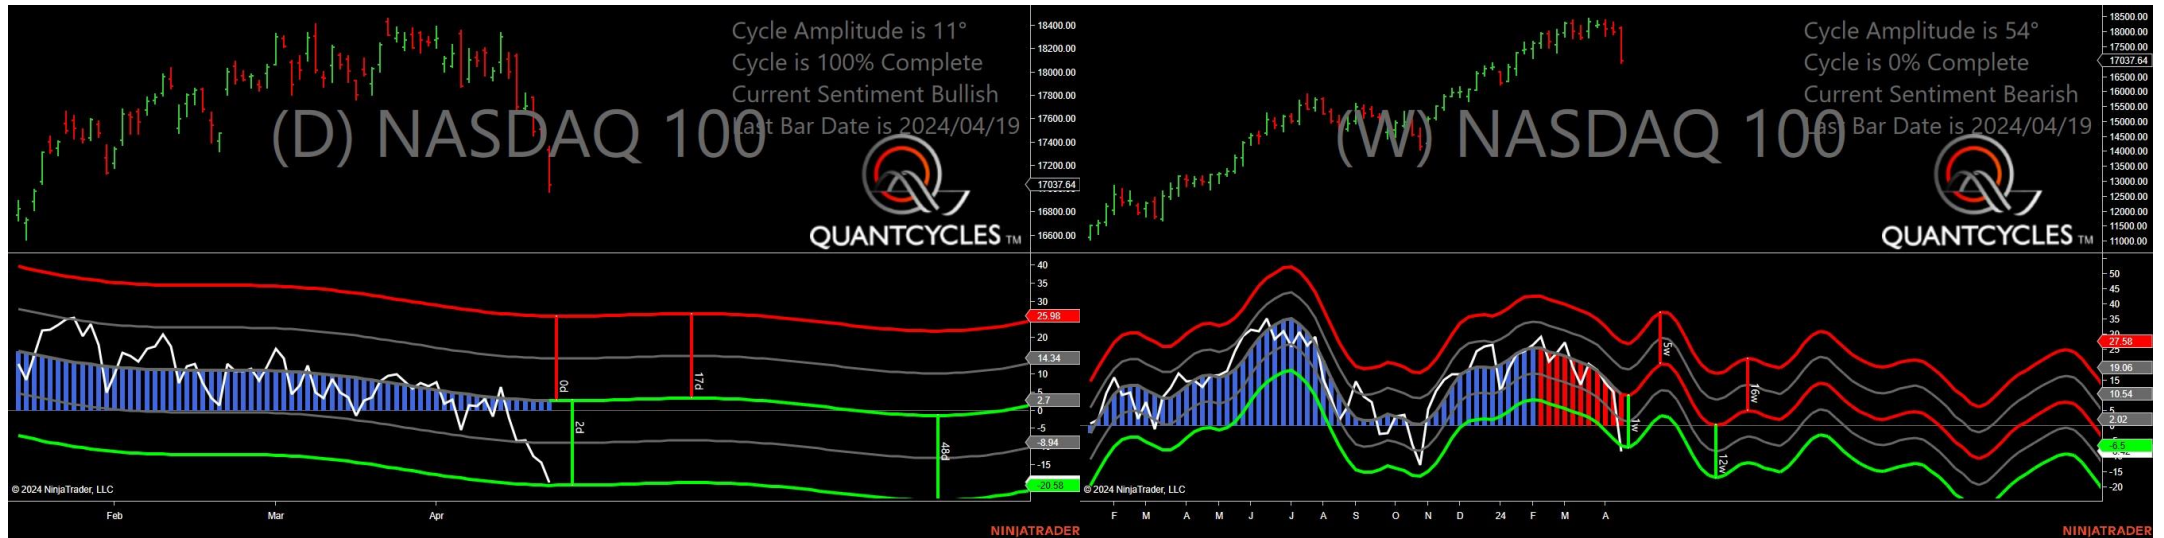 Cycle Amplitude is 11°
Cycle is 100% Complete
Current Sentiment Bullish
Last Bar Date is 2024/04/19
(D) NASDAQ 100
QUANTCYCLES TM
18400.00
18200.00
18000.00
17800.00
17600.00
17400.00
17200.00
17037.64
16800.00
16600.00
40
35
30
25.98
20
14.34
10
5
2.7
0
-5
-8.94
-15
-20.58
0d
2d
17d
48d
© 2024 NinjaTrader, LLC
Feb Mar Apr
NINJATRADER
Cycle Amplitude is 54°
Cycle is 0% Complete
Current Sentiment Bearish
Last Bar Date is 2024/04/19
(W) NASDAQ 100
QUANTCYCLES TM
18500.00
18000.00
17500.00
17037.64
16500.00
16000.00
15500.00
15000.00
14500.00
14000.00
13500.00
13000.00
12500.00
12000.00
11500.00
11000.00
50
45
40
35
27.58
25
19.06
15
10.54
5
2.02
-6.5
-15
-20
1w
5w
12w
16w
© 2024 NinjaTrader, LLC
F M A M J J A S O N D 24 F M A
NINJATRADER